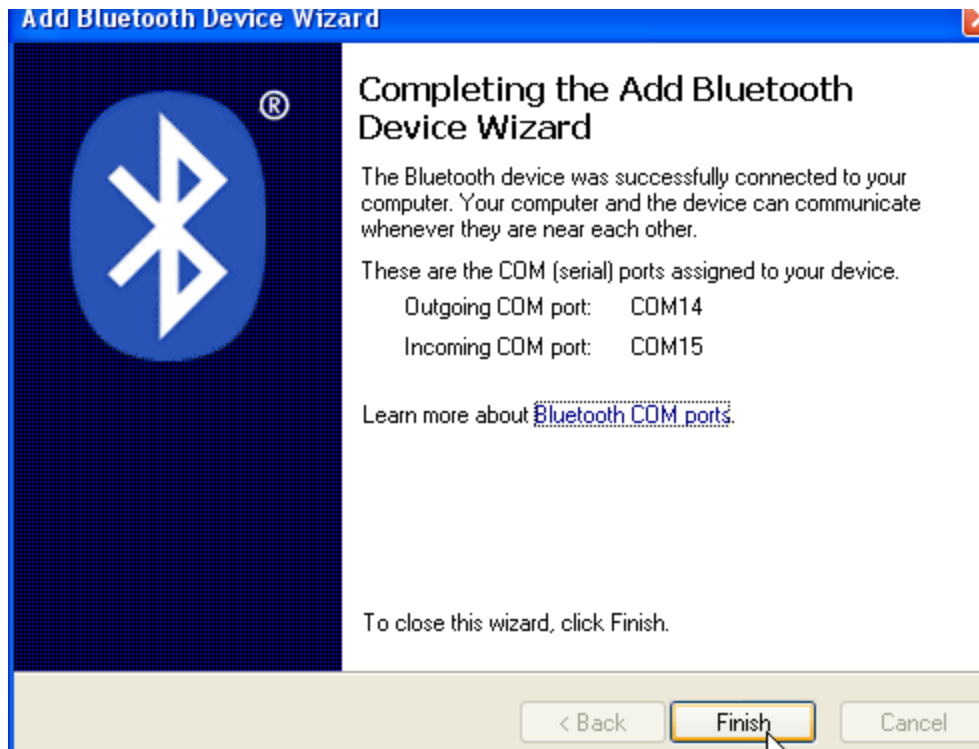 Add Bluetooth Device Wizard
®
Completing the Add Bluetooth
Device Wizard
The Bluetooth device was successfully connected to your
computer. Your computer and the device can communicate
whenever they are near each other.
These are the COM (serial) ports assigned to your device.
Outgoing COM port: COM14
Incoming COM port: COM15
Learn more about Bluetooth COM ports.
To close this wizard, click Finish.
< Back Finish Cancel